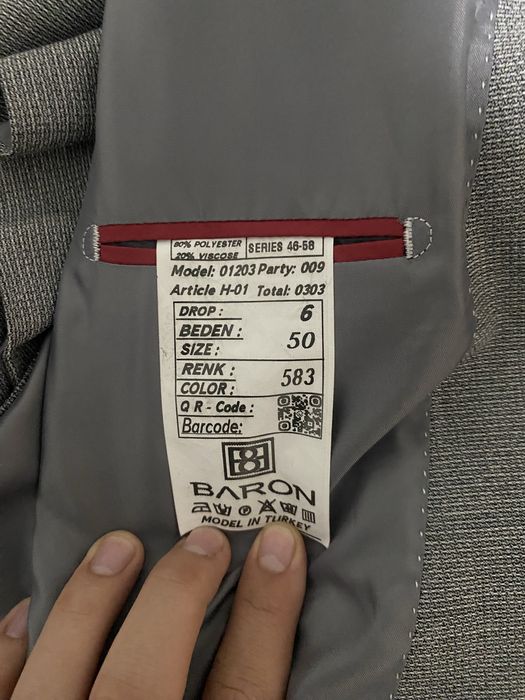 80% POLYESTER
20% VISCOSE
SERIES 46-58
Model: 01203 Party: 009
Article H-01 Total: 0303
DROP : 6
BEDEN :
SIZE : 50
RENK :
COLOR : 583
QR-Code :
Barcode:
BARON
MODEL IN TURKEY